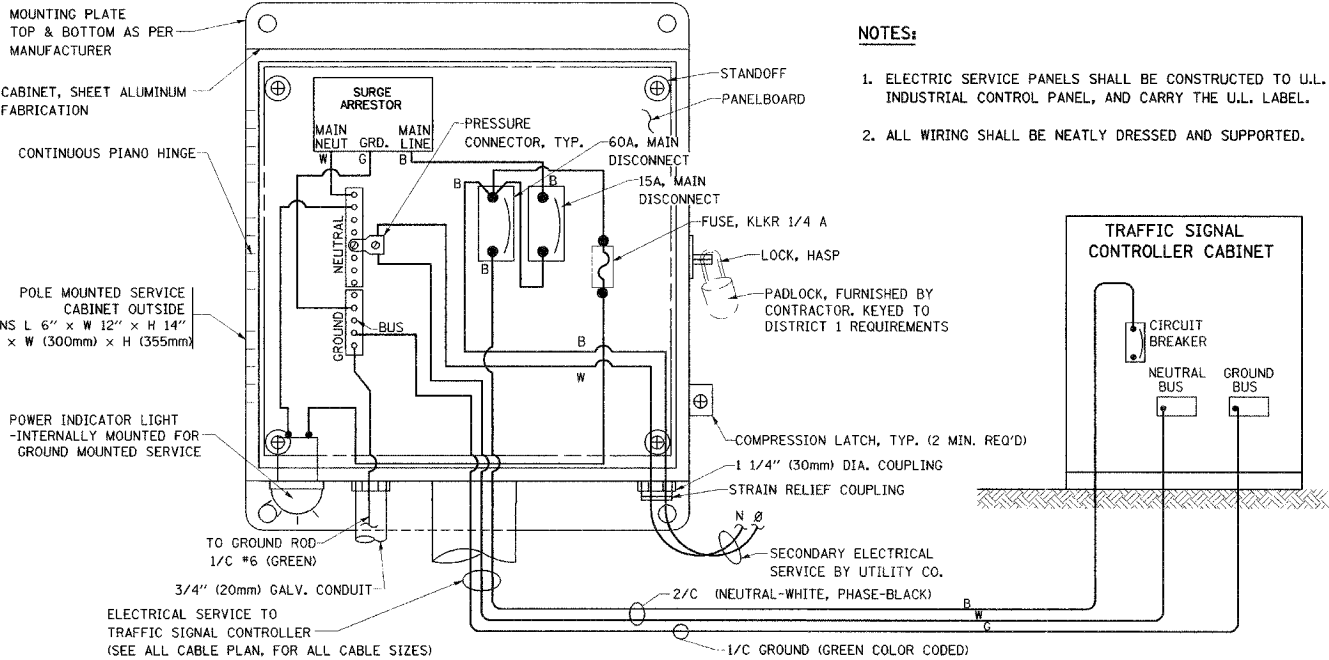 MOUNTING PLATE
TOP & BOTTOM AS PER
MANUFACTURER
CABINET, SHEET ALUMINUM
FABRICATION
CONTINUOUS PIANO HINGE
POLE MOUNTED SERVICE
CABINET OUTSIDE
NS L 6" x W 12" x H 14"
x W (300mm) x H (355mm)
POWER INDICATOR LIGHT
-INTERNALLY MOUNTED FOR
GROUND MOUNTED SERVICE
SURGE
ARRESTOR
MAIN
NEUT
GRD.
MAIN
LINE
W
G
B
PRESSURE
CONNECTOR, TYP.
NEUTRAL
GROUND
BUS
STANDOFF
PANELBOARD
60A, MAIN
DISCONNECT
15A, MAIN
DISCONNECT
B
B
B
FUSE, KLKR 1/4 A
LOCK, HASP
PADLOCK, FURNISHED BY
CONTRACTOR. KEYED TO
DISTRICT 1 REQUIREMENTS
B
W
COMPRESSION LATCH, TYP. (2 MIN. REQ'D)
1 1/4" (30mm) DIA. COUPLING
STRAIN RELIEF COUPLING
N Ø
SECONDARY ELECTRICAL
SERVICE BY UTILITY CO.
TO GROUND ROD
1/C #6 (GREEN)
3/4" (20mm) GALV. CONDUIT
ELECTRICAL SERVICE TO
TRAFFIC SIGNAL CONTROLLER
(SEE ALL CABLE PLAN, FOR ALL CABLE SIZES)
2/C (NEUTRAL-WHITE, PHASE-BLACK)
B
W
G
1/C GROUND (GREEN COLOR CODED)
NOTES:
1. ELECTRIC SERVICE PANELS SHALL BE CONSTRUCTED TO U.L.
INDUSTRIAL CONTROL PANEL, AND CARRY THE U.L. LABEL.
2. ALL WIRING SHALL BE NEATLY DRESSED AND SUPPORTED.
TRAFFIC SIGNAL
CONTROLLER CABINET
CIRCUIT
BREAKER
NEUTRAL
BUS
GROUND
BUS